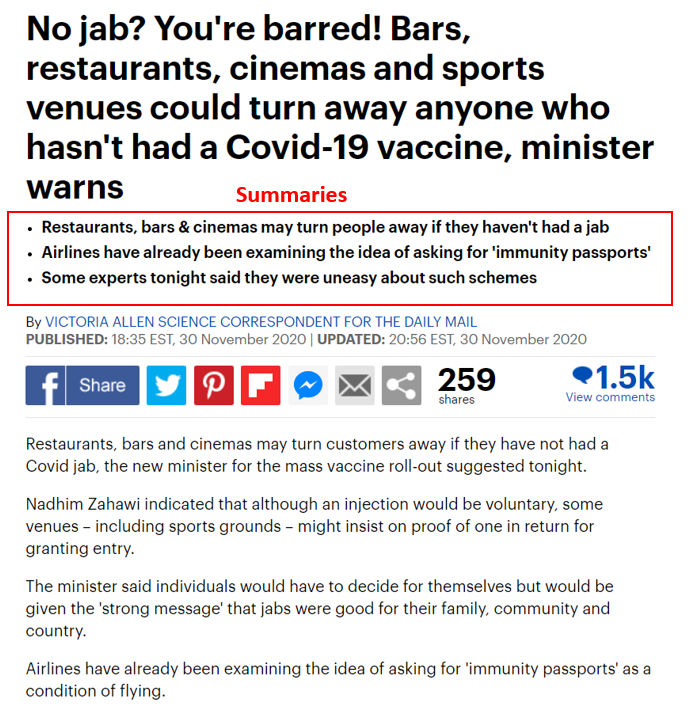 No jab? You're barred! Bars,
restaurants, cinemas and sports
venues could turn away anyone who
hasn't had a Covid-19 vaccine, minister
warns
Summaries
• Restaurants, bars & cinemas may turn people away if they haven't had a jab
• Airlines have already been examining the idea of asking for 'immunity passports'
• Some experts tonight said they were uneasy about such schemes
By VICTORIA ALLEN SCIENCE CORRESPONDENT FOR THE DAILY MAIL
PUBLISHED: 18:35 EST, 30 November 2020 | UPDATED: 20:56 EST, 30 November 2020
f Share
259
shares
1.5k
View comments
Restaurants, bars and cinemas may turn customers away if they have not had a
Covid jab, the new minister for the mass vaccine roll-out suggested tonight.
Nadhim Zahawi indicated that although an injection would be voluntary, some
venues – including sports grounds – might insist on proof of one in return for
granting entry.
The minister said individuals would have to decide for themselves but would be
given the 'strong message' that jabs were good for their family, community and
country.
Airlines have already been examining the idea of asking for 'immunity passports' as a
condition of flying.